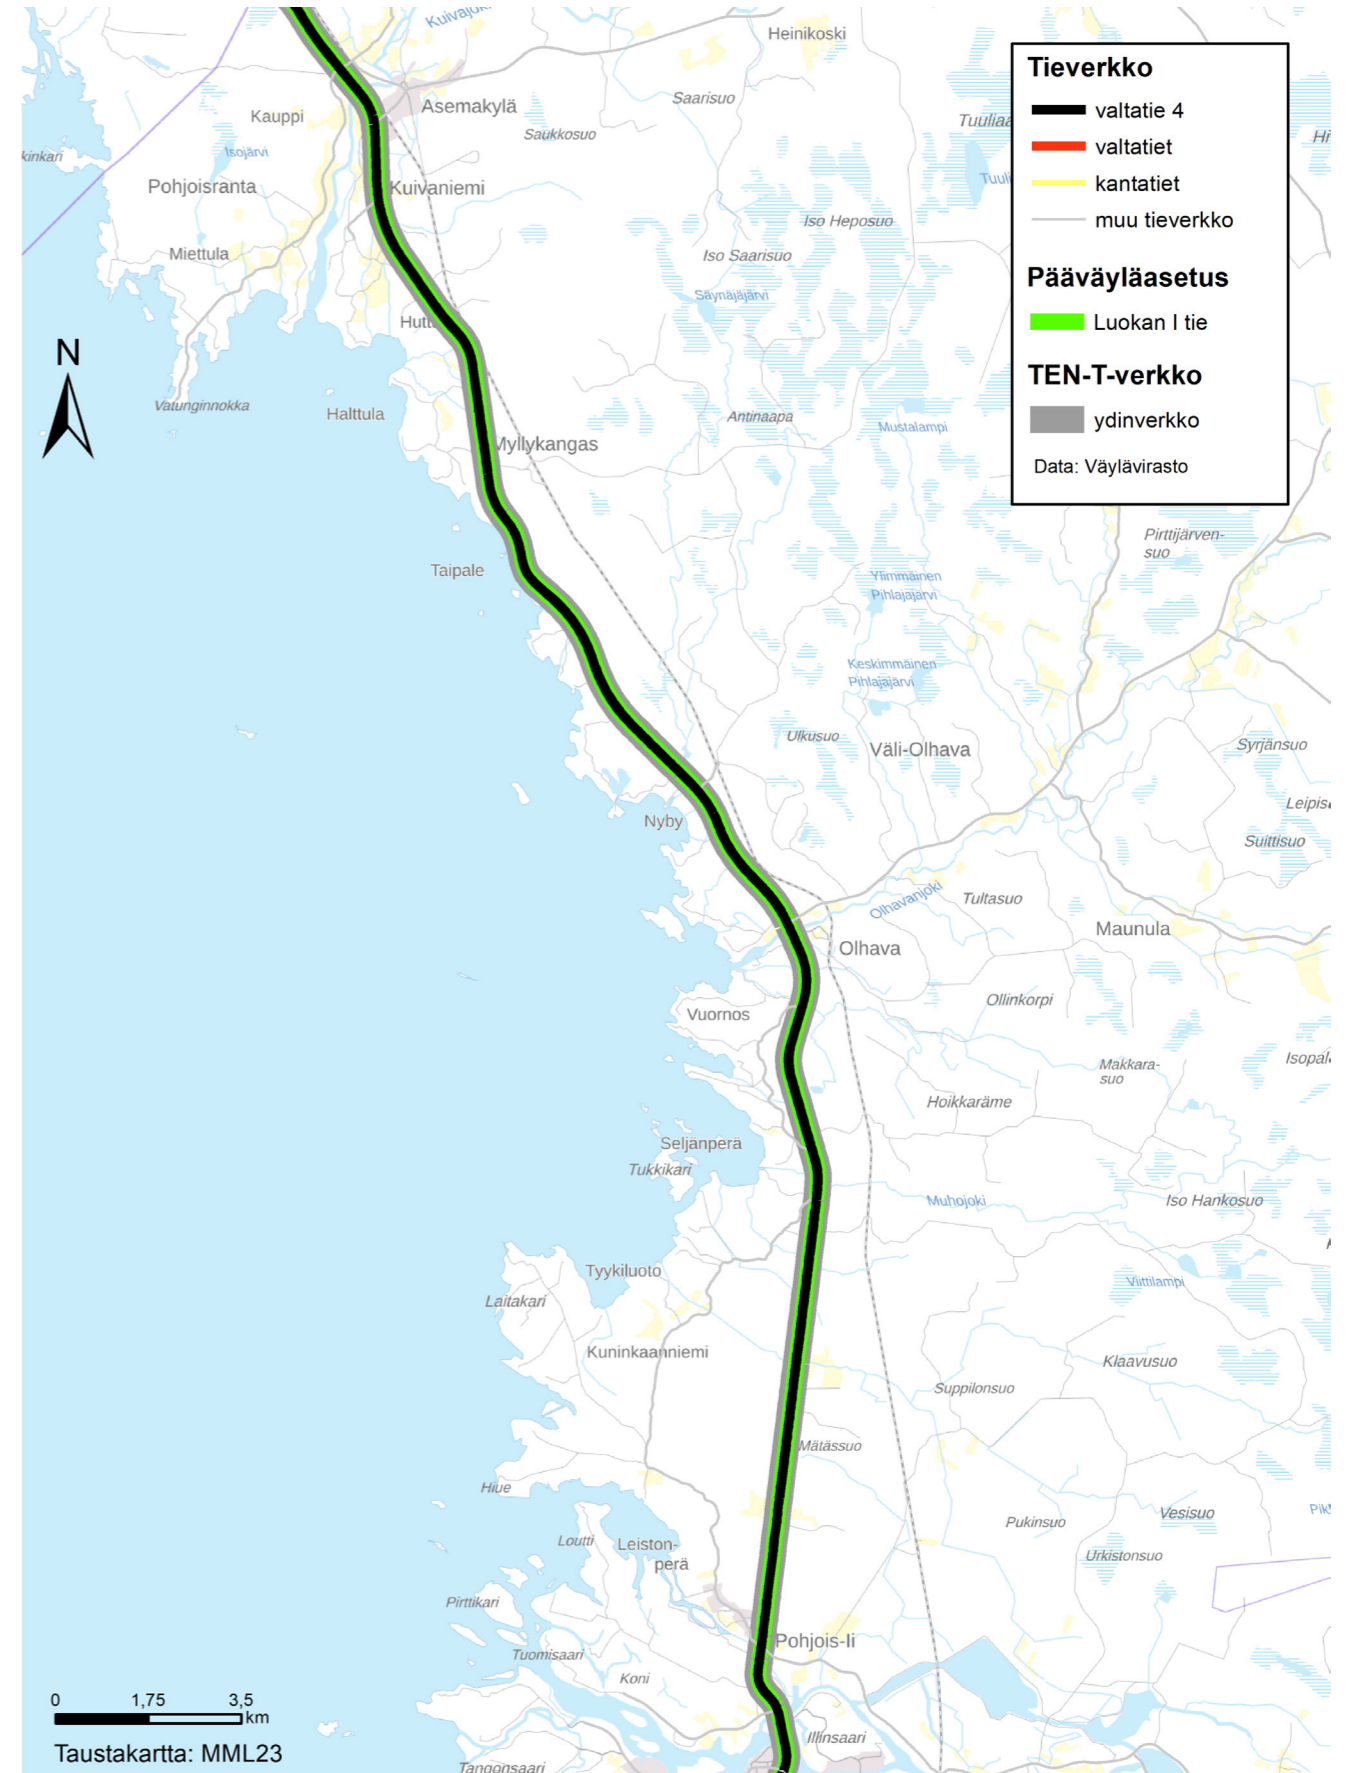 Kuivajoki
Heinikoski
Asemakylä
Saarisuo
Kauppi
Saukkosuo
Isojärvi
Pohjoisranta
Kuivaniemi
Iso Heposuo
Miettula
Iso Saarisuo
Säynäjäjärvi
N
Vatunginnokka
Halttula
Antinaapa
Mustalampi
Myllykangas
Tieverkko
valtatie 4
valtatiet
kantatiet
muu tieverkko
Pääväyläasetus
Luokan I tie
TEN-T-verkko
ydinverkko
Data: Väylävirasto
Pirttijärven-
suo
Taipale
Ylimmäinen
Pihlajajärvi
Keskimmäinen
Pihlajajärvi
Ulkusuo
Väli-Olhava
Syrjänsuo
Nyby
Suittisuo
Olhavanjoki
Tultasuo
Maunula
Olhava
Ollinkorpi
Vuornos
Makkara-
suo
Hoikkaräme
Seljänperä
Tukkikari
Muhojoki
Iso Hankosuo
Tyykiluoto
Viittilampi
Laitakari
Kuninkaanniemi
Klaavusuo
Suppilonsuo
Mätässuo
Hiue
Vesisuo
Pukinsuo
Loutti
Leiston-
perä
Urkistonsuo
Pirttikari
Pohjois-Ii
Tuomisaari
Koni
0 1,75 3,5
km
Illinsaari
Taustakartta: MML23
Tangonsaari